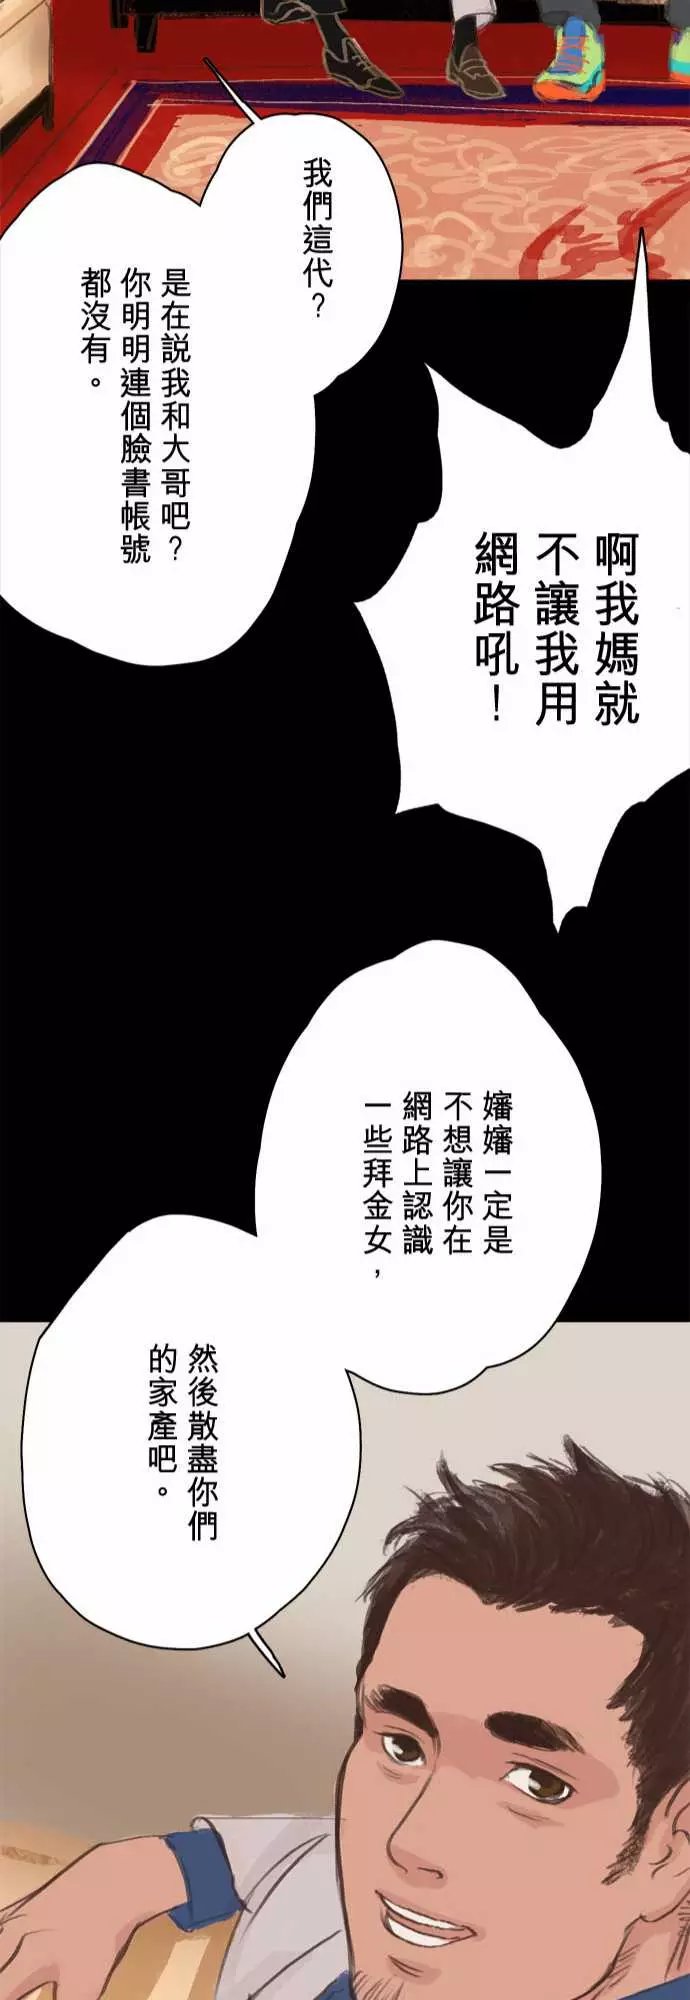 我們這代？
是在說我和大哥吧？
你明明連個臉書帳號
都沒有。
啊我媽就
不讓我用
網路吼！
嬸嬸一定是
不想讓你在
網路上認識
一些拜金女，
然後散盡你們
的家產吧。